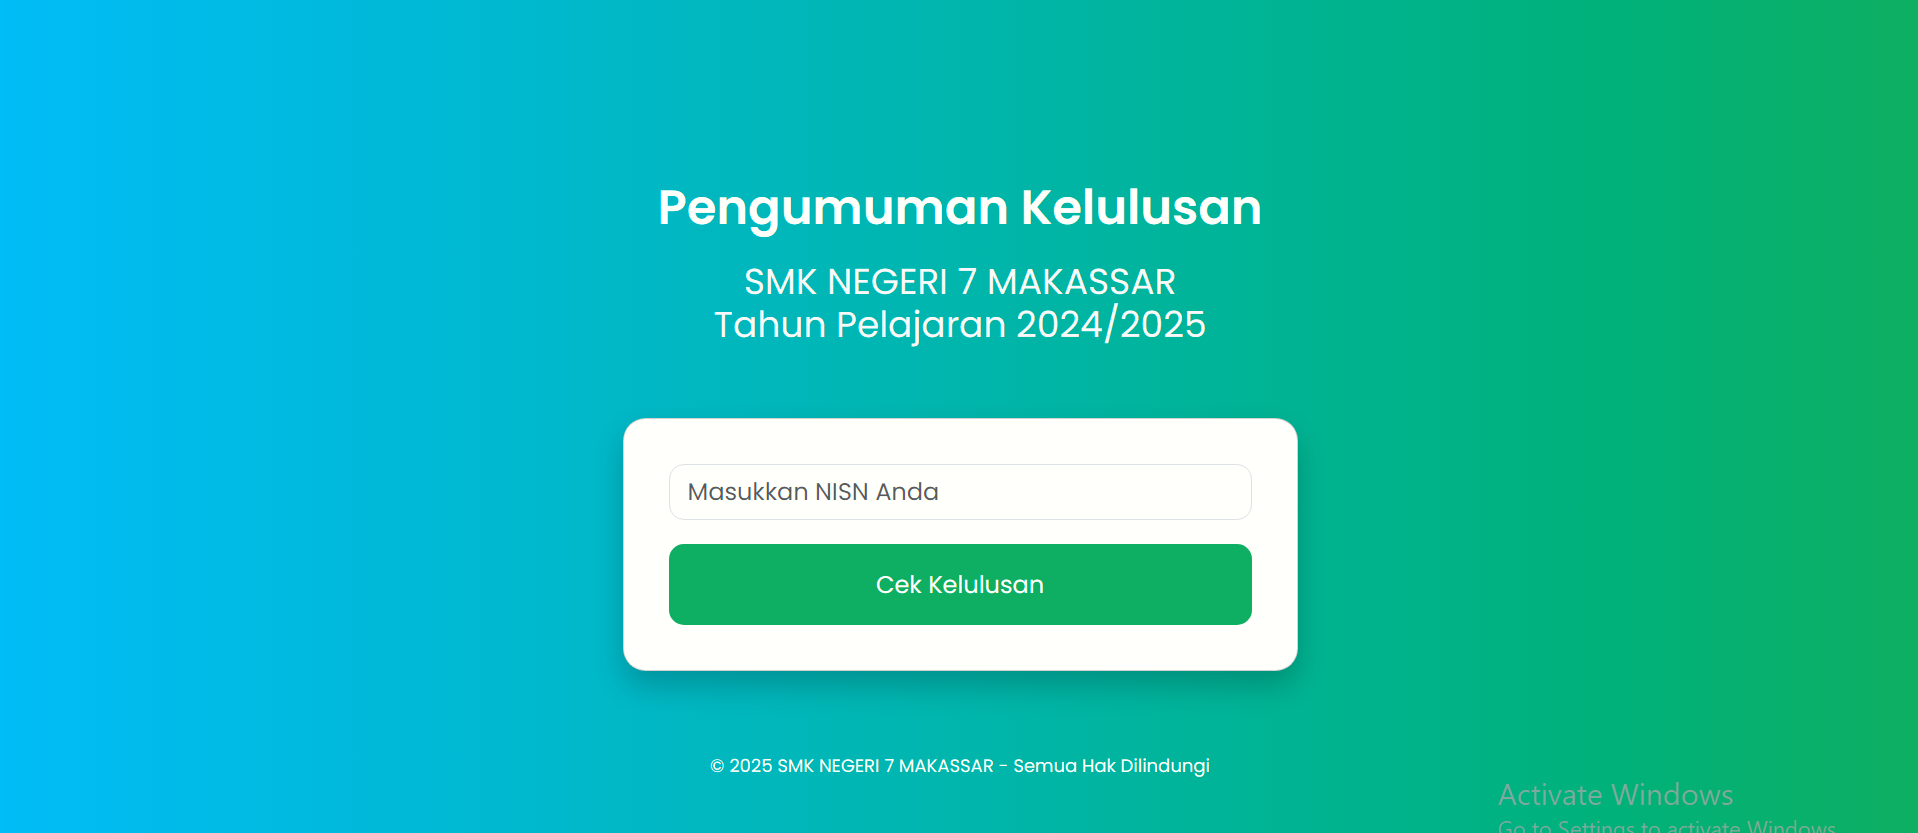 Pengumuman Kelulusan
SMK NEGERI 7 MAKASSAR
Tahun Pelajaran 2024/2025
Masukkan NISN Anda
Cek Kelulusan
© 2025 SMK NEGERI 7 MAKASSAR - Semua Hak Dilindungi
Activate Windows
Go to Settings to activate Windows.